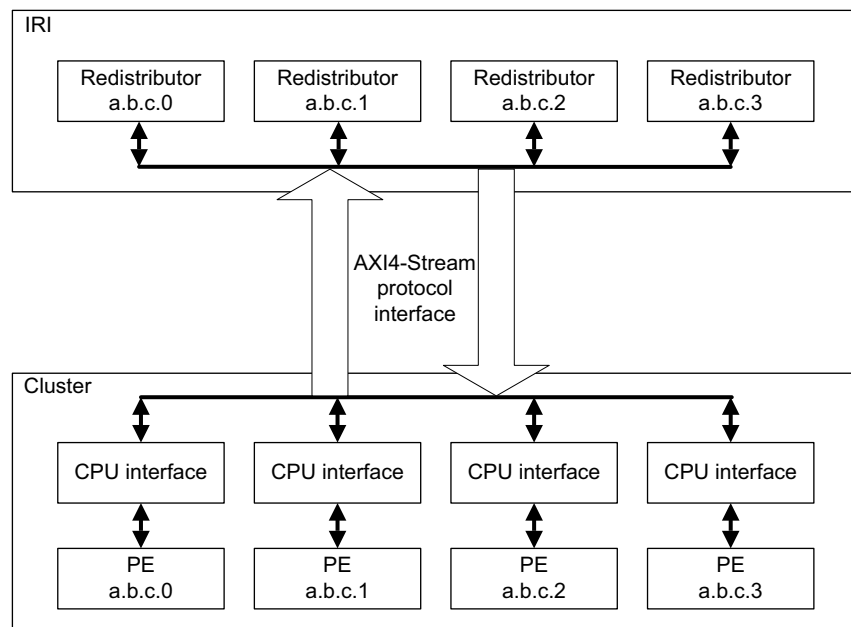 IRI
Redistributor
a.b.c.0
Redistributor
a.b.c.1
Redistributor
a.b.c.2
Redistributor
a.b.c.3
AXI4-Stream
protocol
interface
Cluster
CPU interface
CPU interface
CPU interface
CPU interface
PE
a.b.c.0
PE
a.b.c.1
PE
a.b.c.2
PE
a.b.c.3